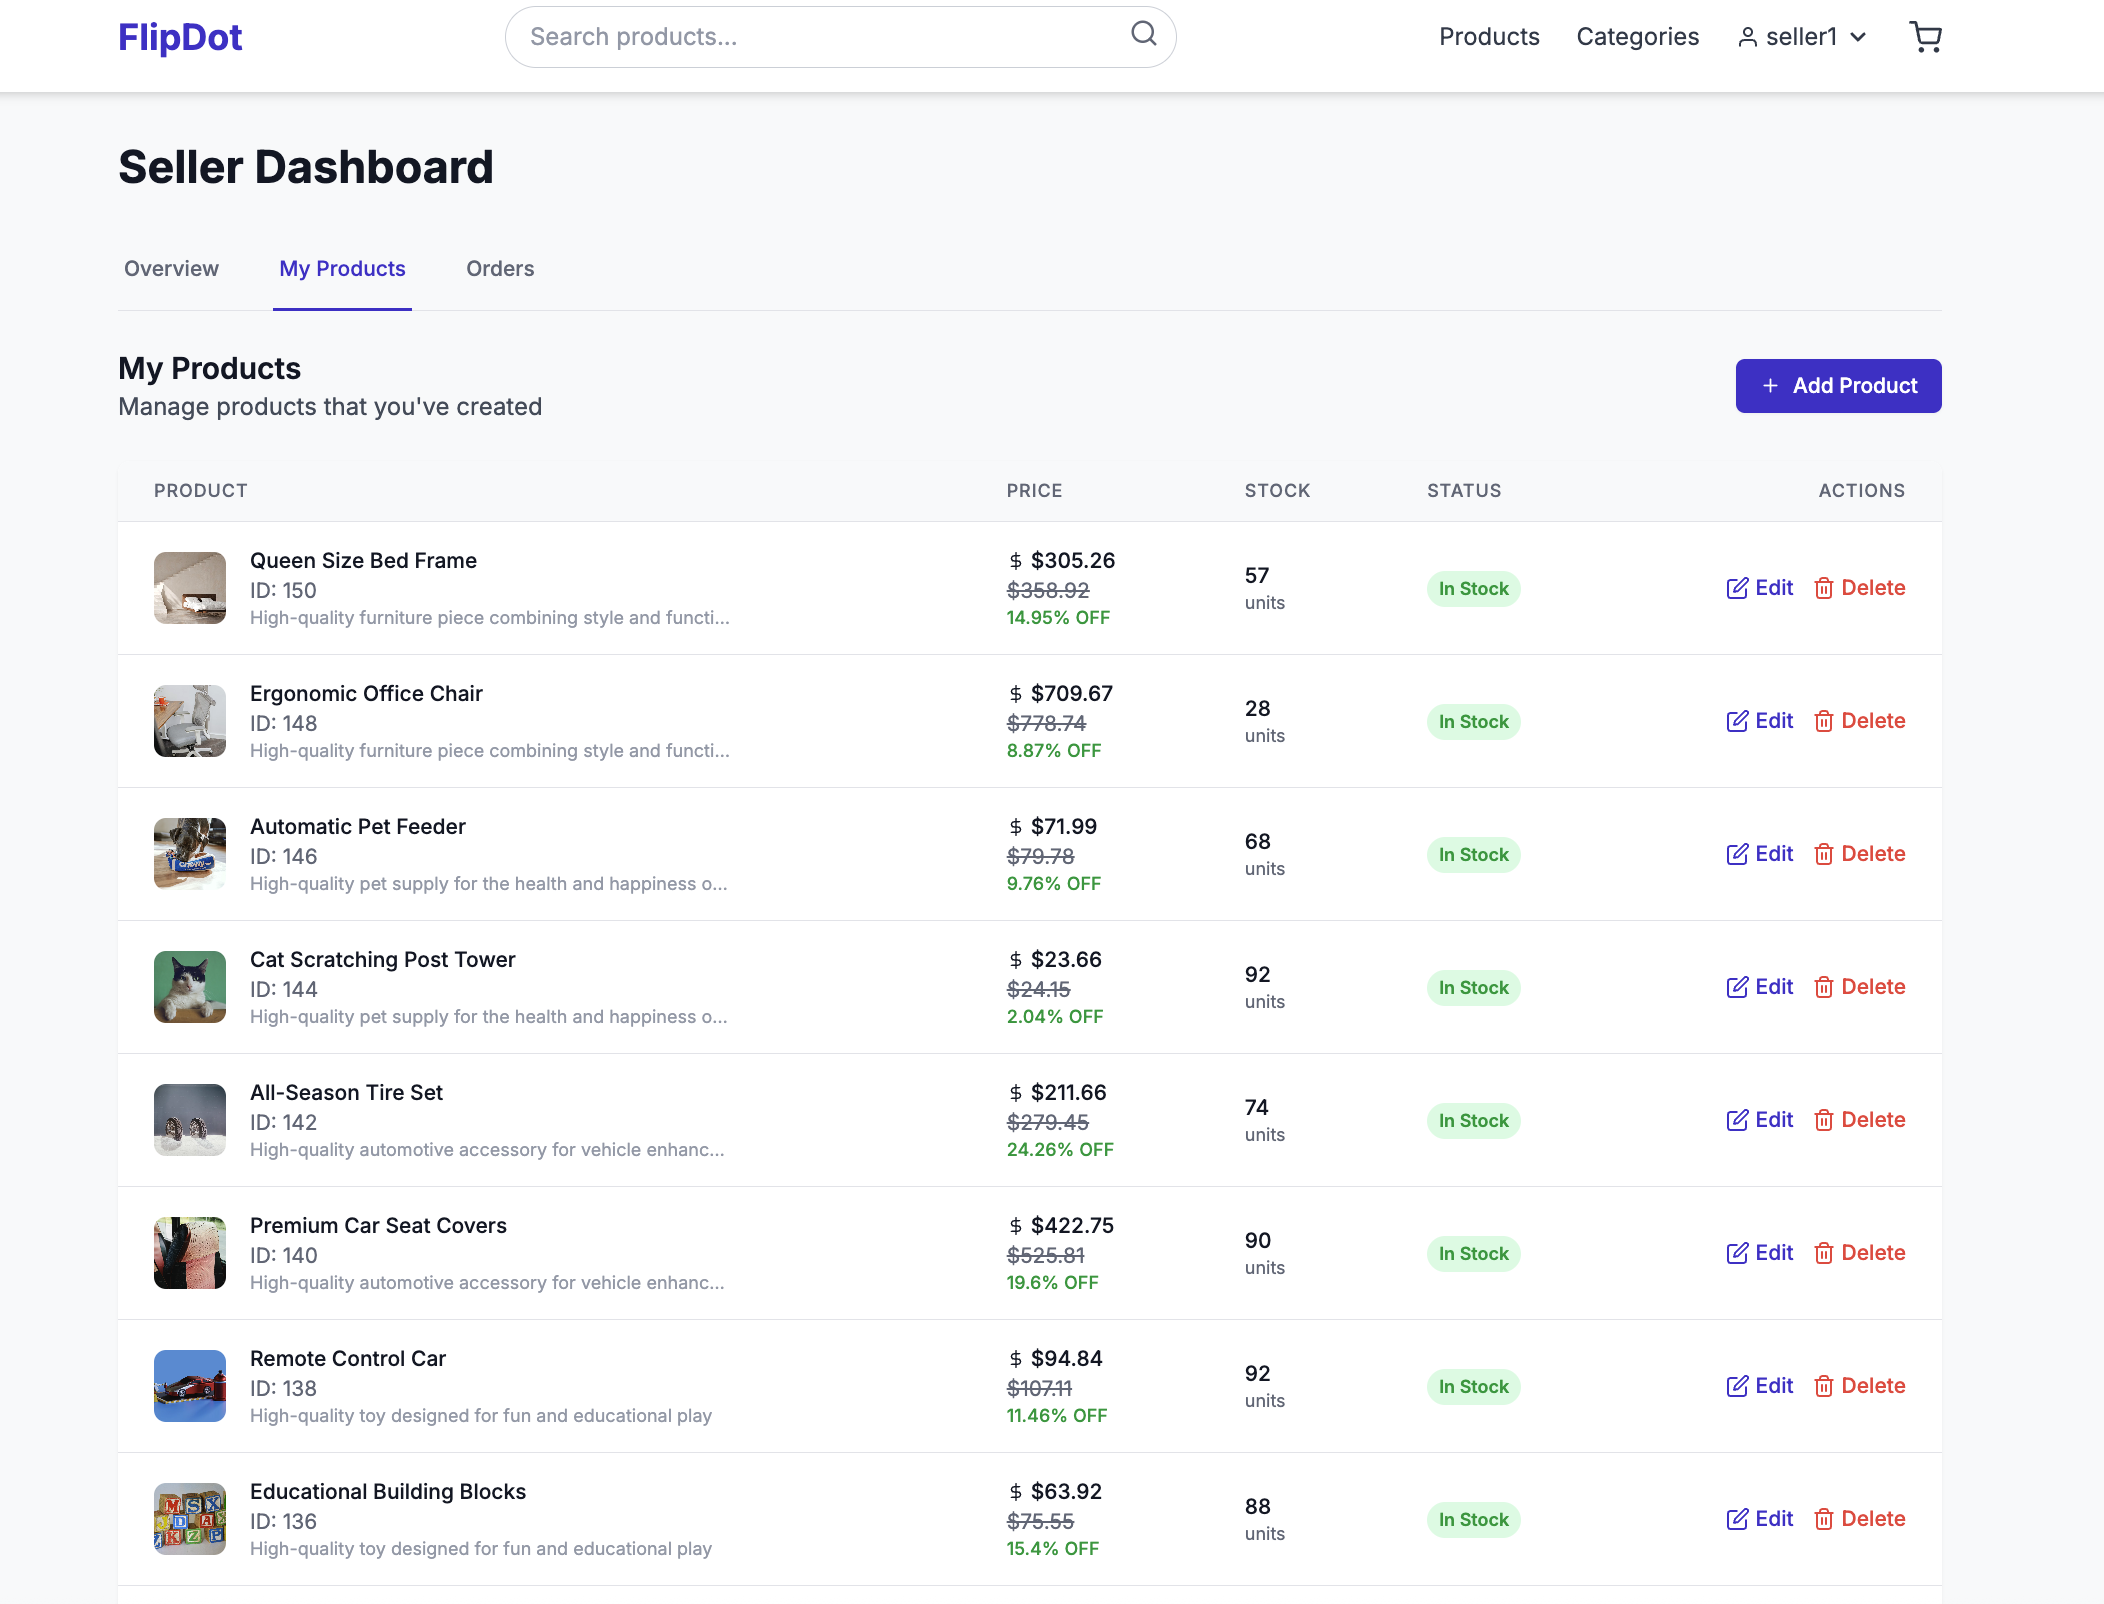 FlipDot
Search products...
Products
Categories
seller1
Seller Dashboard
Overview
My Products
Orders
My Products
Manage products that you've created
+ Add Product
PRODUCT
PRICE
STOCK
STATUS
ACTIONS
Queen Size Bed Frame
ID: 150
High-quality furniture piece combining style and functi...
$ $305.26
$358.92
14.95% OFF
57
units
In Stock
Edit
Delete
Ergonomic Office Chair
ID: 148
High-quality furniture piece combining style and functi...
$ $709.67
$778.74
8.87% OFF
28
units
In Stock
Edit
Delete
Automatic Pet Feeder
ID: 146
High-quality pet supply for the health and happiness o...
$ $71.99
$79.78
9.76% OFF
68
units
In Stock
Edit
Delete
Cat Scratching Post Tower
ID: 144
High-quality pet supply for the health and happiness o...
$ $23.66
$24.15
2.04% OFF
92
units
In Stock
Edit
Delete
All-Season Tire Set
ID: 142
High-quality automotive accessory for vehicle enhanc...
$ $211.66
$279.45
24.26% OFF
74
units
In Stock
Edit
Delete
Premium Car Seat Covers
ID: 140
High-quality automotive accessory for vehicle enhanc...
$ $422.75
$525.81
19.6% OFF
90
units
In Stock
Edit
Delete
Remote Control Car
ID: 138
High-quality toy designed for fun and educational play
$ $94.84
$107.11
11.46% OFF
92
units
In Stock
Edit
Delete
Educational Building Blocks
ID: 136
High-quality toy designed for fun and educational play
$ $63.92
$75.55
15.4% OFF
88
units
In Stock
Edit
Delete